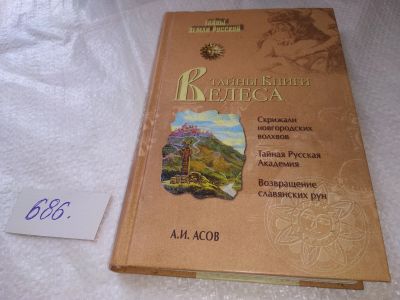 Тайны
Земли Русской
Тайны Книги
Велеса
Скрижали
новгородских
волхвов
Тайная Русская
Академия
Возвращение
славянских рун
А.И. АСОВ
686.